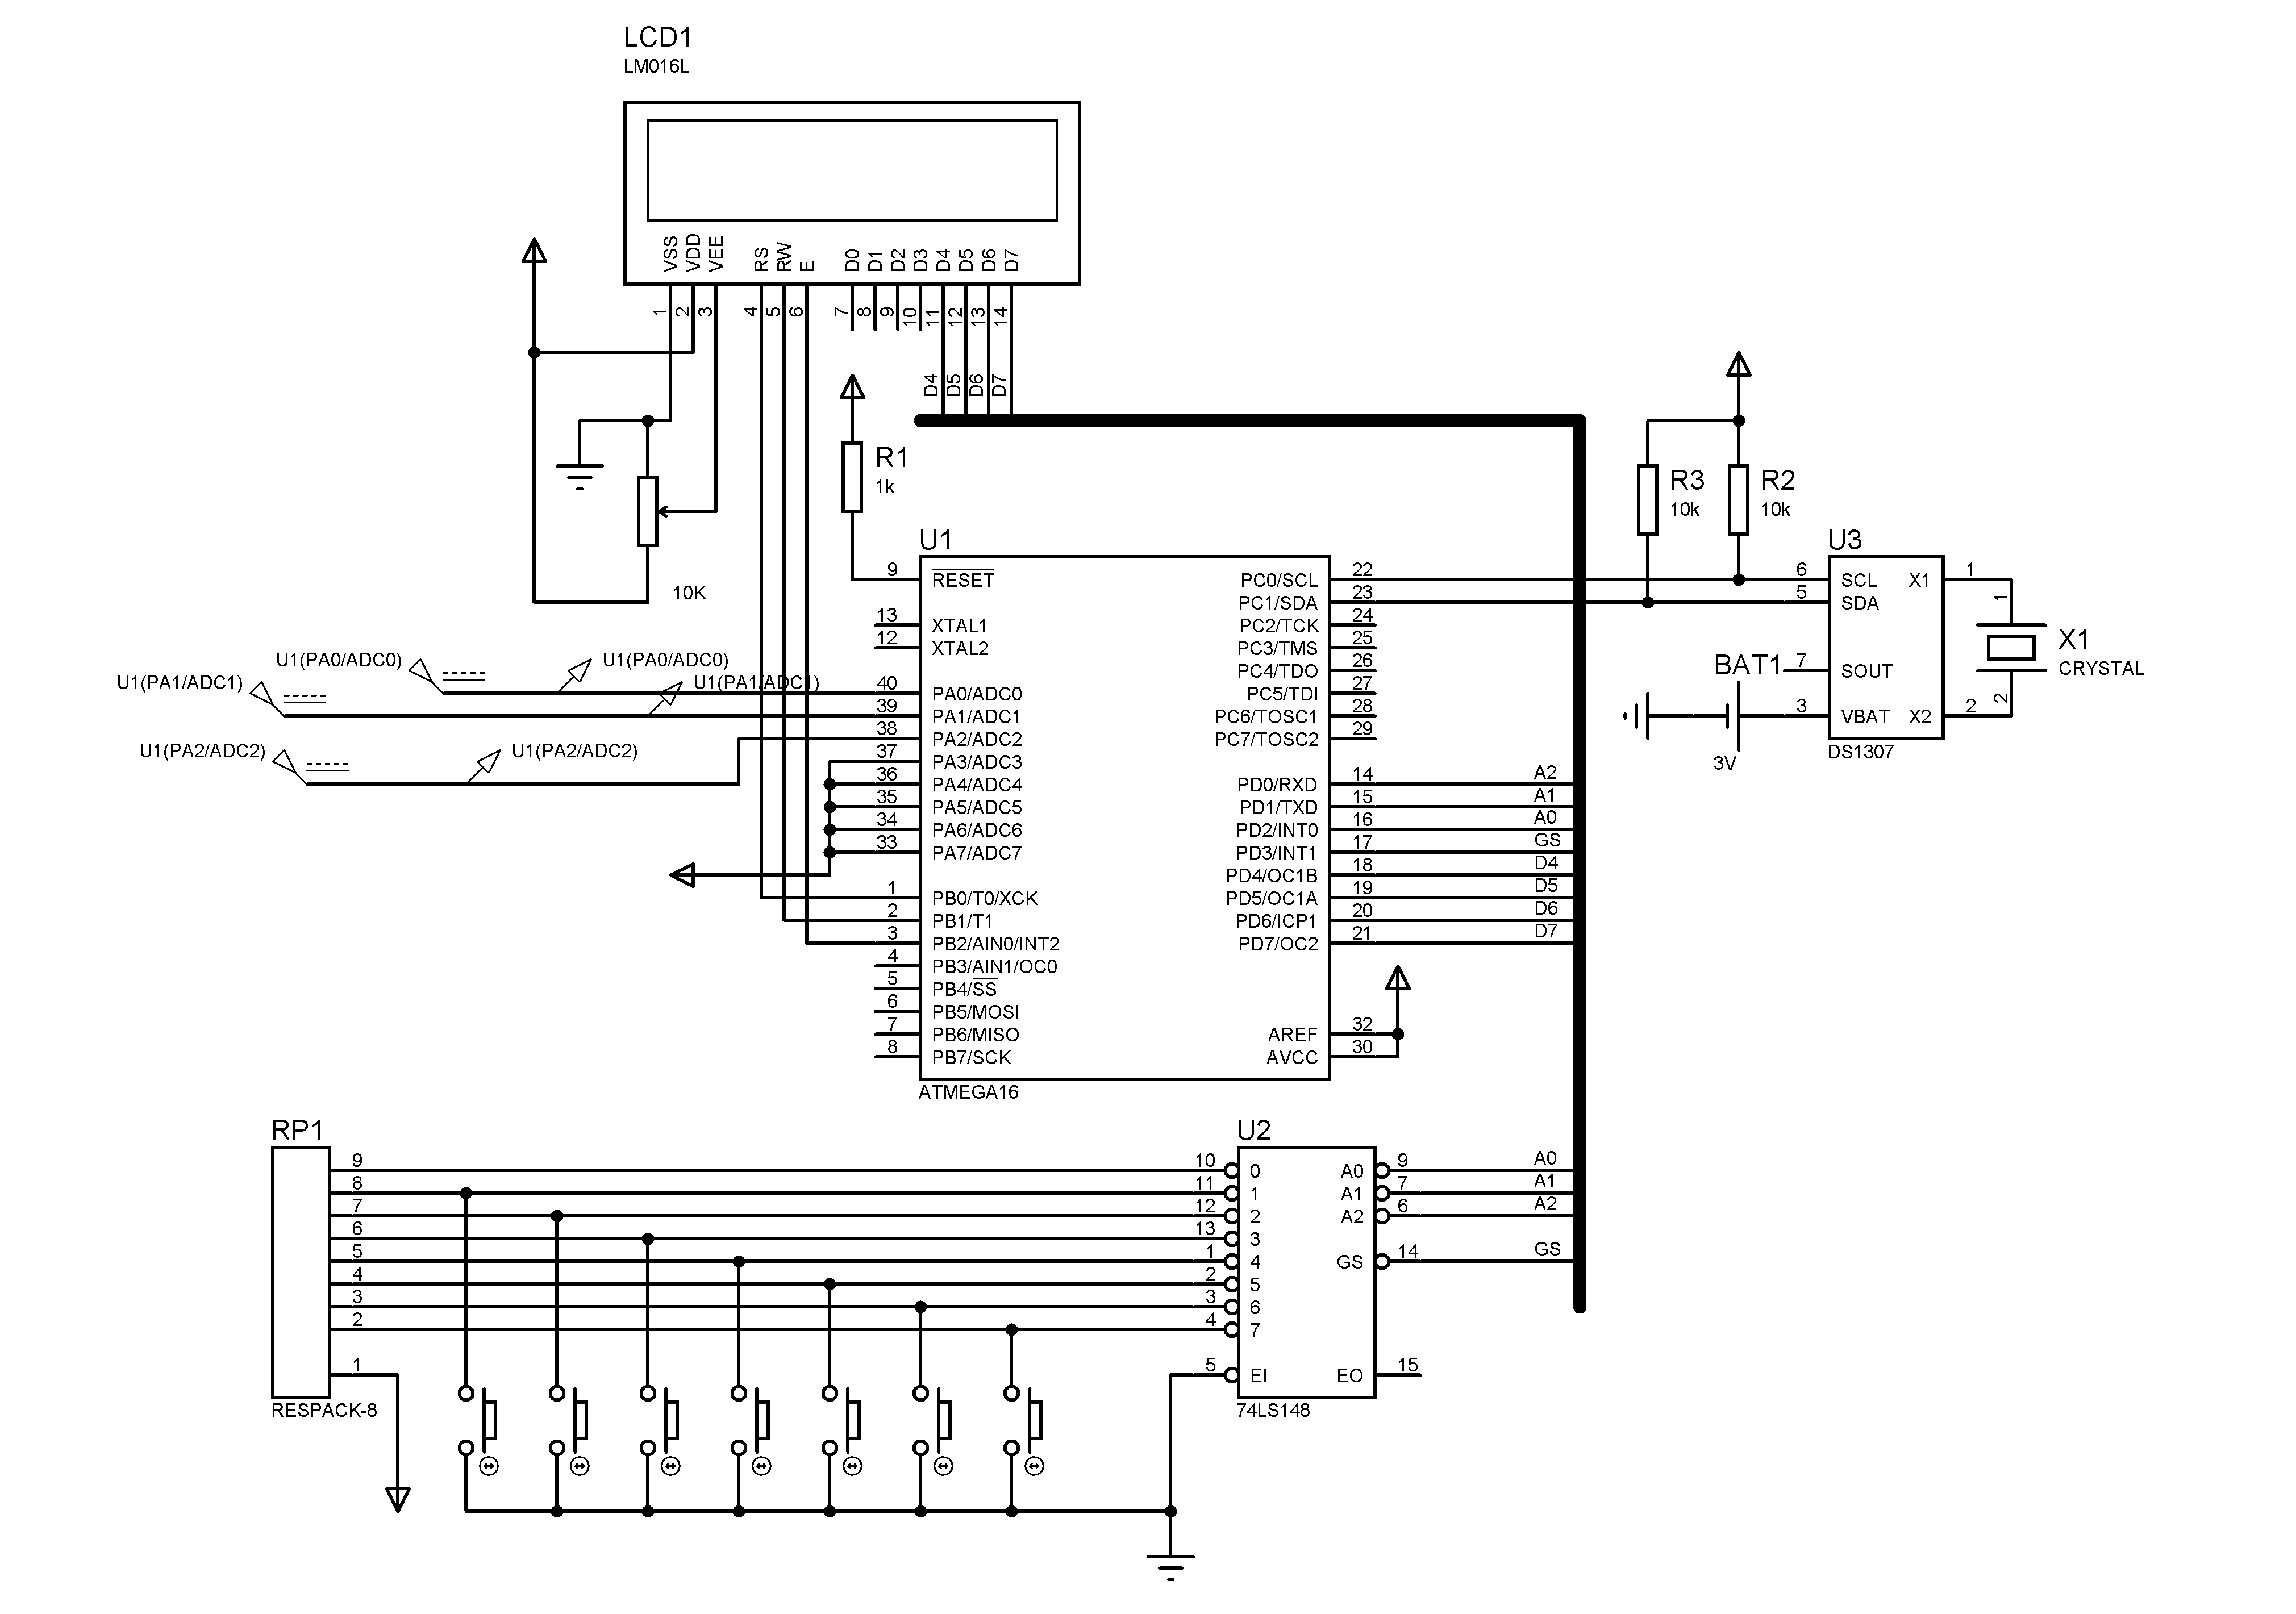 LCD1
LM016L
VSS
VDD
VEE
RS
RW
E
D0
D1
D2
D3
D4
D5
D6
D7
1
2
3
4
5
6
7
8
9
10
11
12
13
14
D4
D5
D6
D7
R1
1k
10K
R3
10k
R2
10k
U1
9
RESET
13
XTAL1
12
XTAL2
U1(PA0/ADC0)
U1(PA0/ADC0)
U1(PA1/ADC1)
U1(PA1/ADC1)
U1(PA2/ADC2)
U1(PA2/ADC2)
40
PA0/ADC0
39
PA1/ADC1
38
PA2/ADC2
37
PA3/ADC3
36
PA4/ADC4
35
PA5/ADC5
34
PA6/ADC6
33
PA7/ADC7
1
PB0/T0/XCK
2
PB1/T1
3
PB2/AIN0/INT2
4
PB3/AIN1/OC0
5
PB4/SS
6
PB5/MOSI
7
PB6/MISO
8
PB7/SCK
PC0/SCL
22
PC1/SDA
23
PC2/TCK
24
PC3/TMS
25
PC4/TDO
26
PC5/TDI
27
PC6/TOSC1
28
PC7/TOSC2
29
PD0/RXD
14
A2
PD1/TXD
15
A1
PD2/INT0
16
A0
PD3/INT1
17
GS
PD4/OC1B
18
D4
PD5/OC1A
19
D5
PD6/ICP1
20
D6
PD7/OC2
21
D7
AREF
32
AVCC
30
ATMEGA16
U3
6
SCL
5
SDA
7
SOUT
3
VBAT
X1
1
X2
2
DS1307
BAT1
3V
1
2
X1
CRYSTAL
RP1
9
8
7
6
5
4
3
2
1
RESPACK-8
U2
10
0
11
1
12
2
13
3
1
4
2
5
3
6
4
7
5
EI
A0
9
A0
A1
7
A1
A2
6
A2
GS
14
GS
EO
15
74LS148